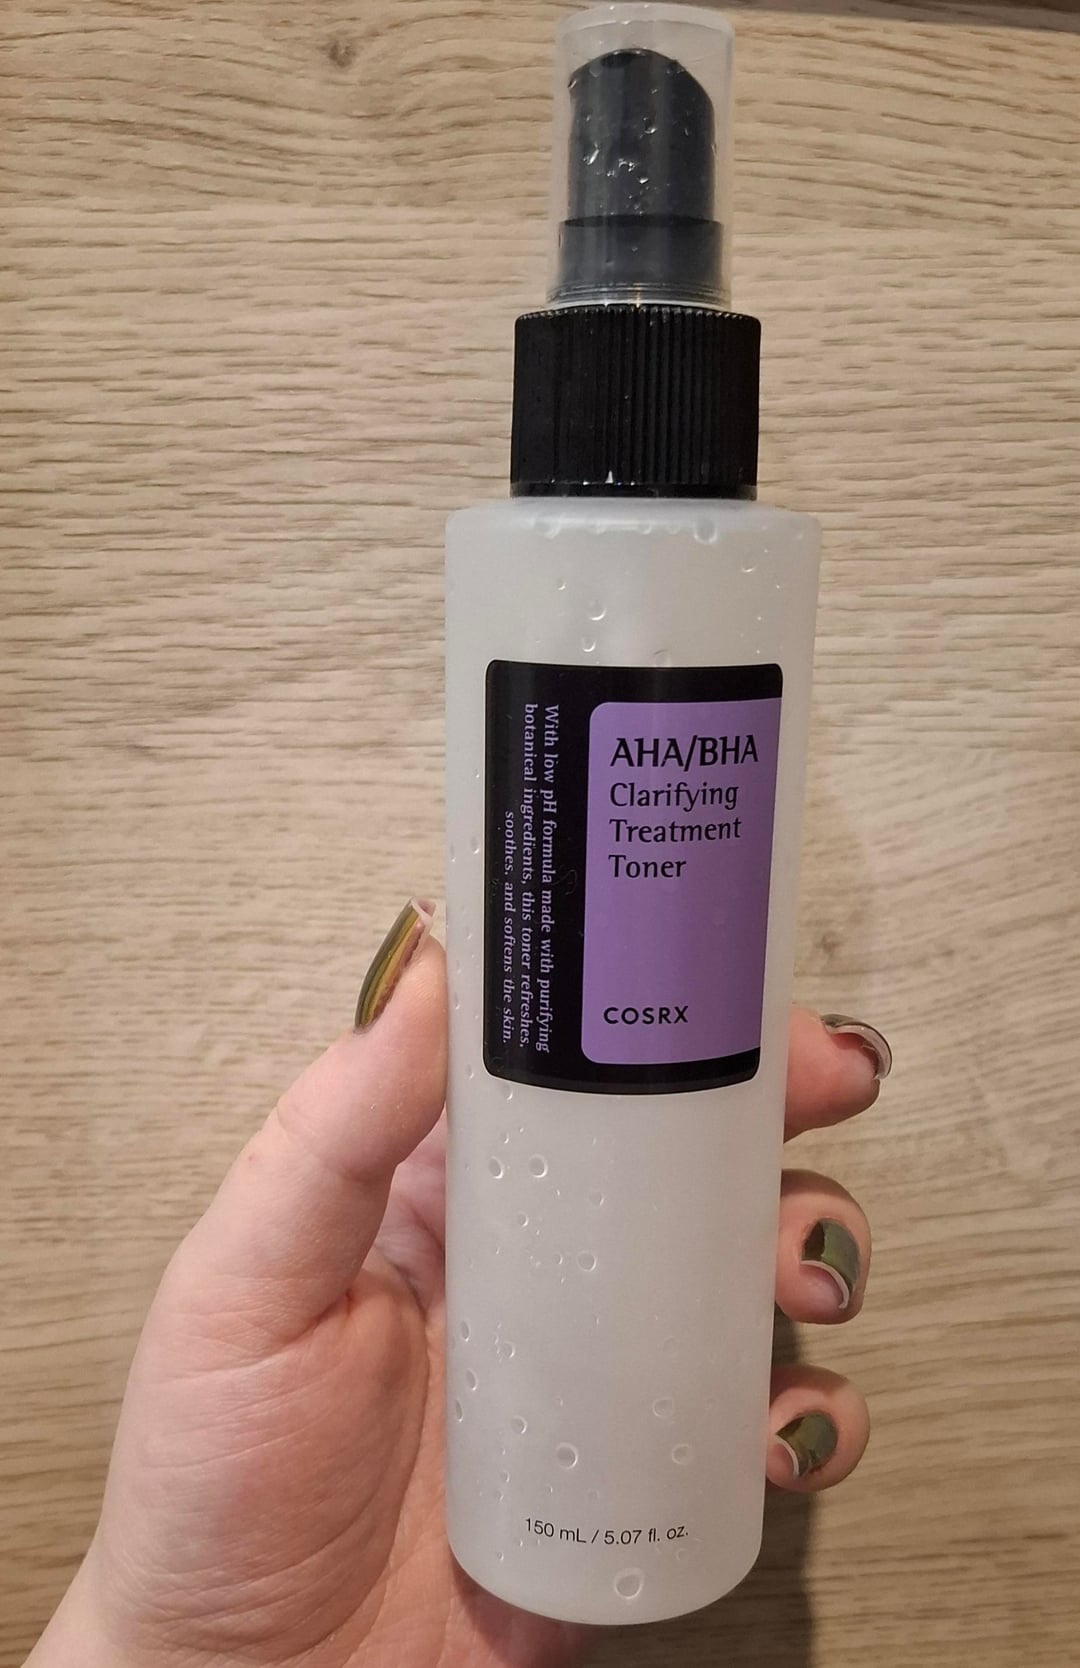 AHA/BHA
Clarifying
Treatment
Toner
COSRX
With low pH formula made with purifying
botanical ingredients, this toner refreshes,
soothes, and softens the skin.
150 mL / 5.07 fl. oz.